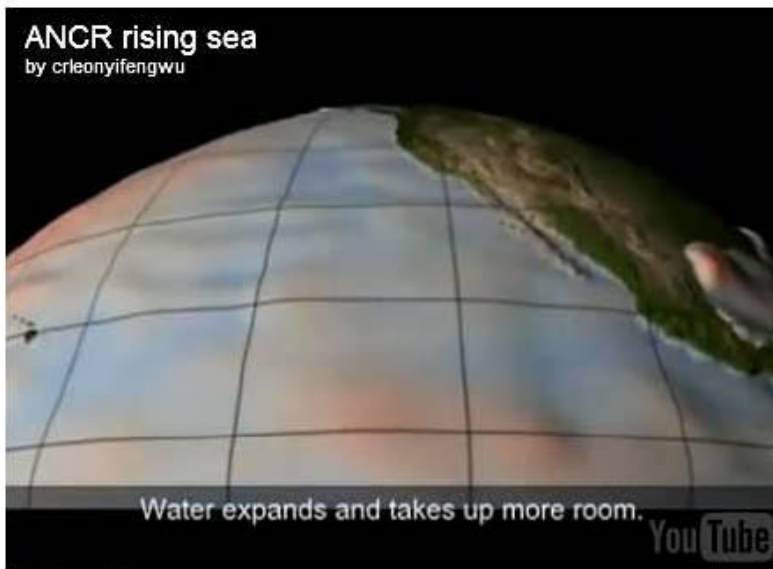 ANCR rising sea
by crleonyifengwu
Water expands and takes up more room.
YouTube